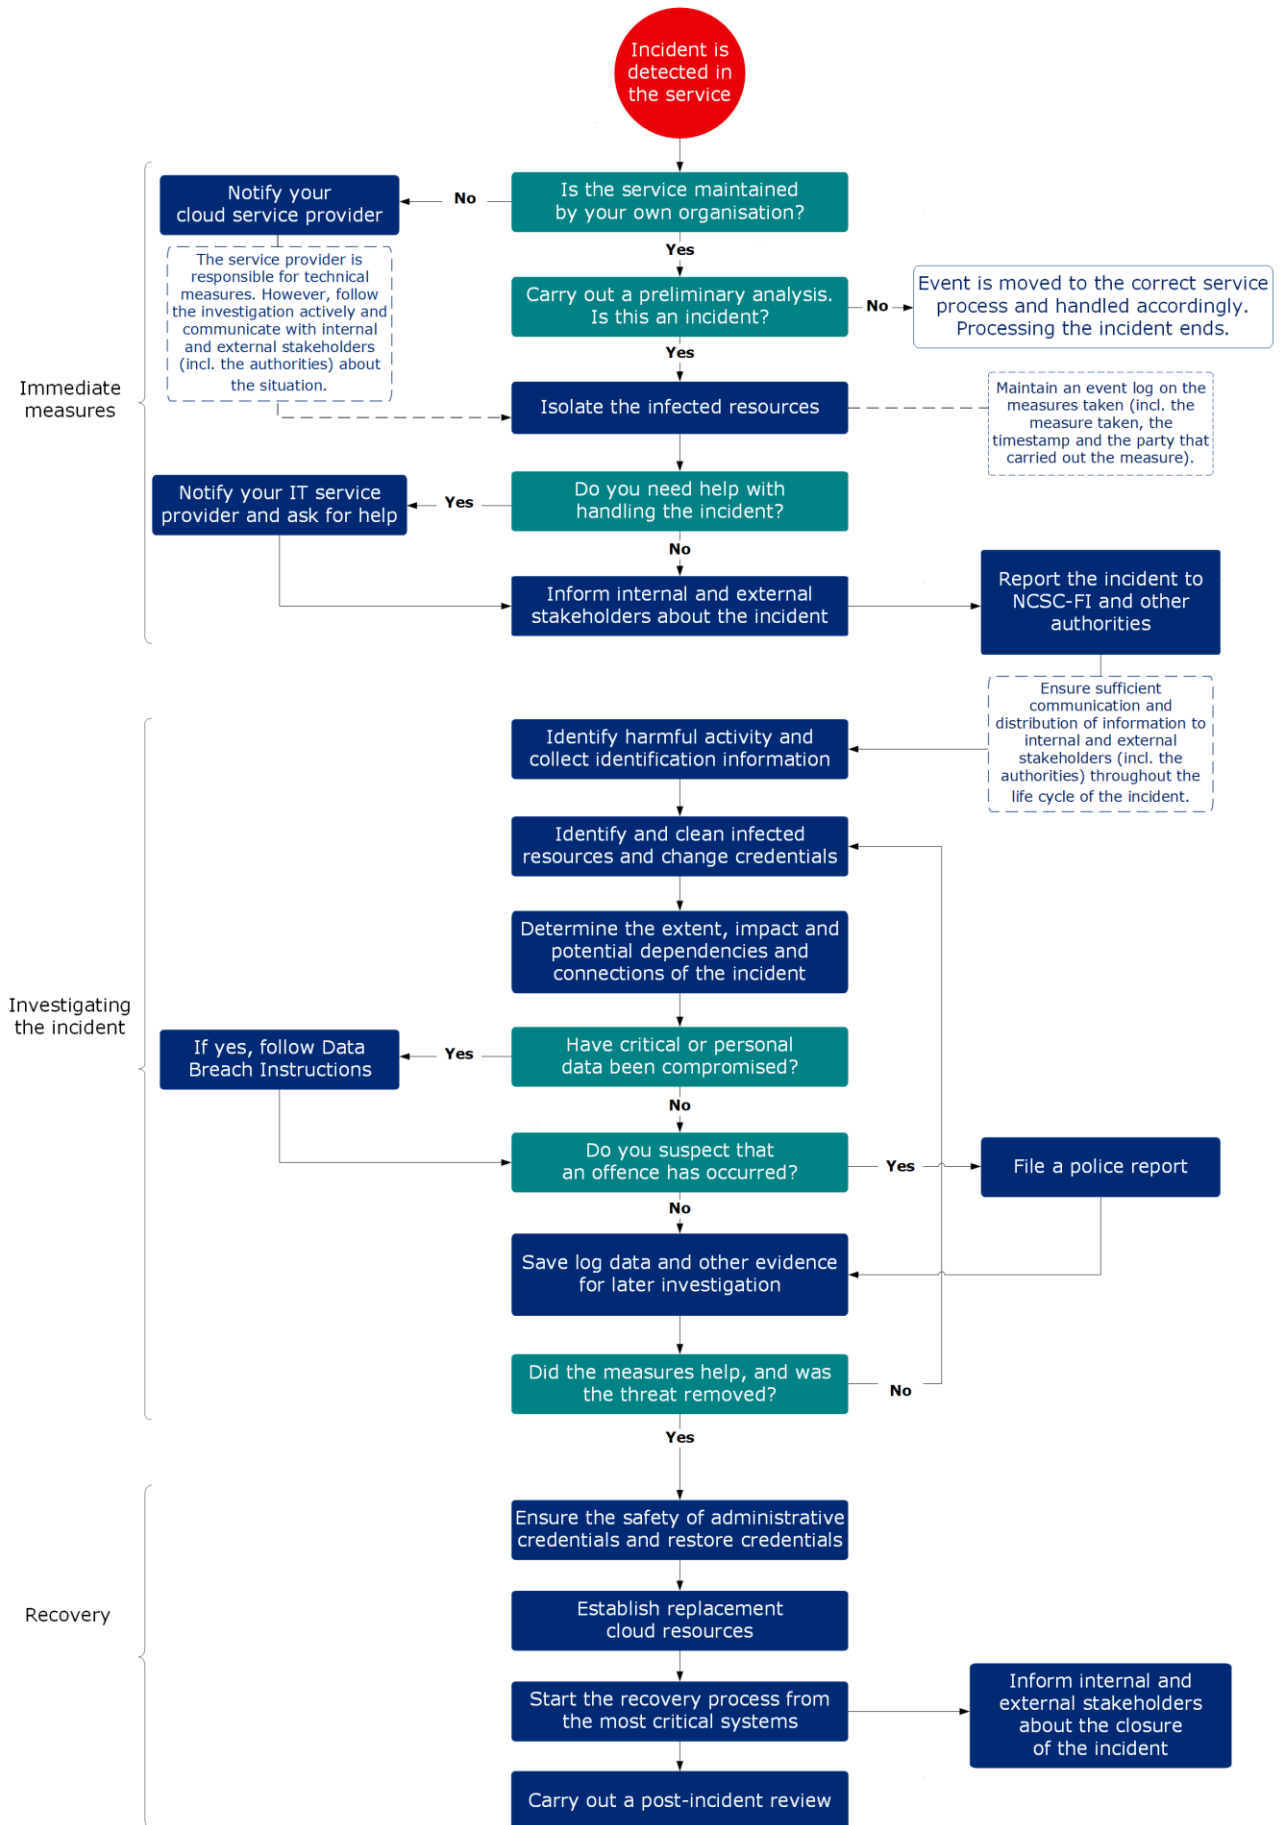 Incident is
detected in
the service
Notify your
cloud service provider
No
Is the service maintained
by your own organisation?
The service provider is
responsible for technical
measures. However, follow
the investigation actively and
communicate with internal
and external stakeholders
(incl. the authorities) about
the situation.
Yes
Carry out a preliminary analysis.
Is this an incident?
No
Event is moved to the correct service
process and handled accordingly.
Processing the incident ends.
Yes
Immediate
measures
Isolate the infected resources
Maintain an event log on the
measures taken (incl. the
measure taken, the
timestamp and the party that
carried out the measure).
Notify your IT service
provider and ask for help
Yes
Do you need help with
handling the incident?
No
Inform internal and external
stakeholders about the incident
Report the incident to
NCSC-FI and other
authorities
Ensure sufficient
communication and
distribution of information to
internal and external
stakeholders (incl. the
authorities) throughout the
life cycle of the incident.
Identify harmful activity and
collect identification information
Identify and clean infected
resources and change credentials
Determine the extent, impact and
potential dependencies and
connections of the incident
Investigating
the incident
If yes, follow Data
Breach Instructions
Yes
Have critical or personal
data been compromised?
No
Do you suspect that
an offence has occurred?
Yes
File a police report
No
Save log data and other evidence
for later investigation
Did the measures help, and was
the threat removed?
No
Yes
Ensure the safety of administrative
credentials and restore credentials
Recovery
Establish replacement
cloud resources
Start the recovery process from
the most critical systems
Inform internal and
external stakeholders
about the closure
of the incident
Carry out a post-incident review